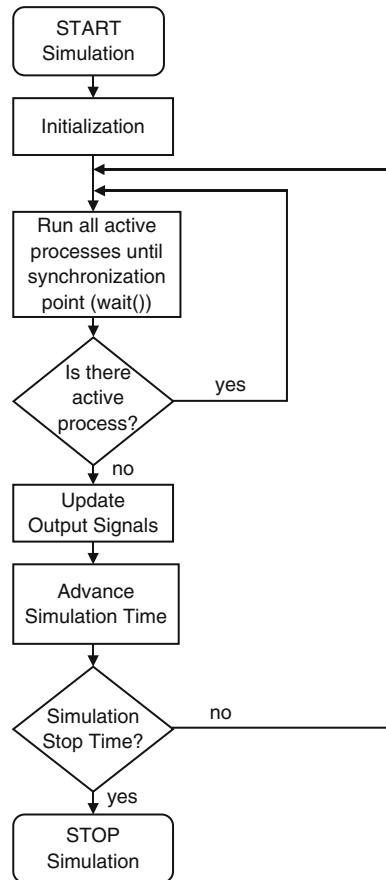 START
Simulation
Initialization
Run all active
processes until
synchronization
point (wait())
Is there
active
process?
yes
no
Update
Output Signals
Advance
Simulation Time
Simulation
Stop Time?
no
yes
STOP
Simulation